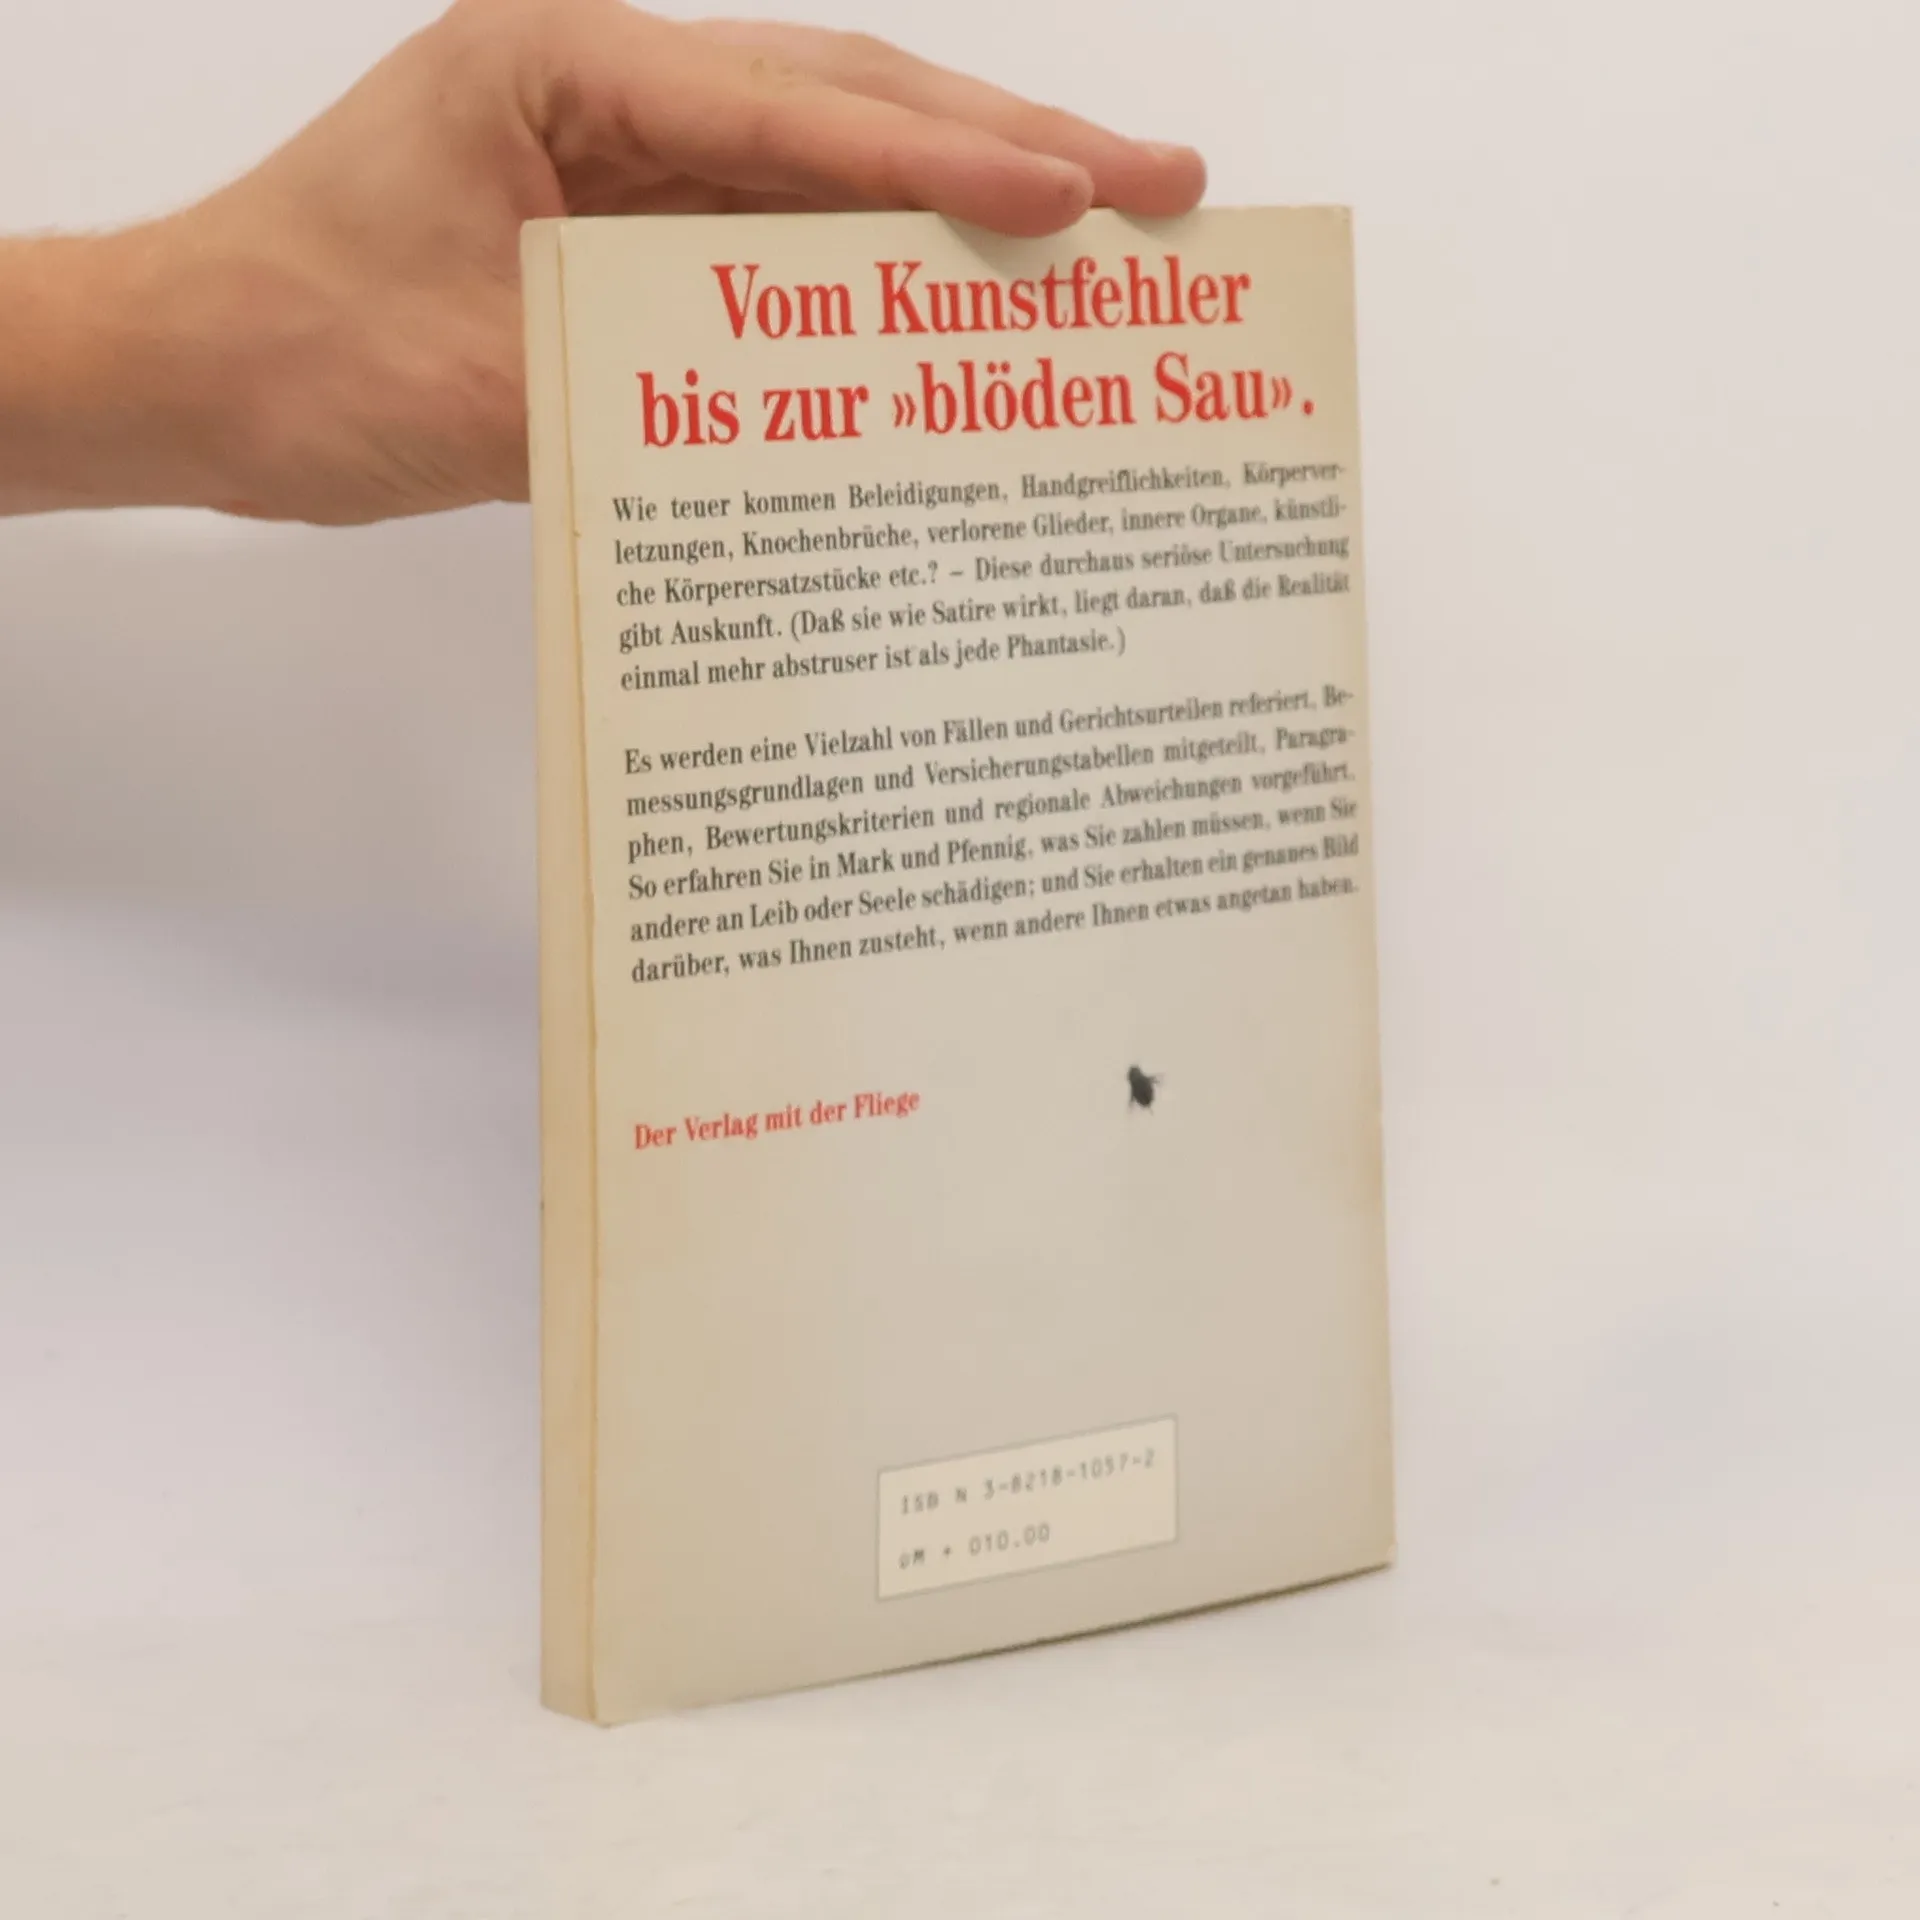 Vom Kunstfehler
bis zur »blöden Sau».
Wie teuer kommen Beleidigungen, Handgreiflichkeiten, Körperver-
letzungen, Knochenbrüche, verlorene Glieder, innere Organe, künstli-
che Körperersatzstücke etc.? – Diese durchaus seriöse Untersuchung
gibt Auskunft. (Daß sie wie Satire wirkt, liegt daran, daß die Realität
einmal mehr abstruser ist als jede Phantasie.)
Es werden eine Vielzahl von Fällen und Gerichtsurteilen referiert, Be-
messungsgrundlagen und Versicherungstabellen mitgeteilt, Paragra-
phen, Bewertungskriterien und regionale Abweichungen vorgeführt.
So erfahren Sie in Mark und Pfennig, was Sie zahlen müssen, wenn Sie
andere an Leib oder Seele schädigen; und Sie erhalten ein genaues Bild
darüber, was Ihnen zusteht, wenn andere Ihnen etwas angetan haben.
Der Verlag mit der Fliege
ISB N 3-8218-1057-2
DM + 010.00